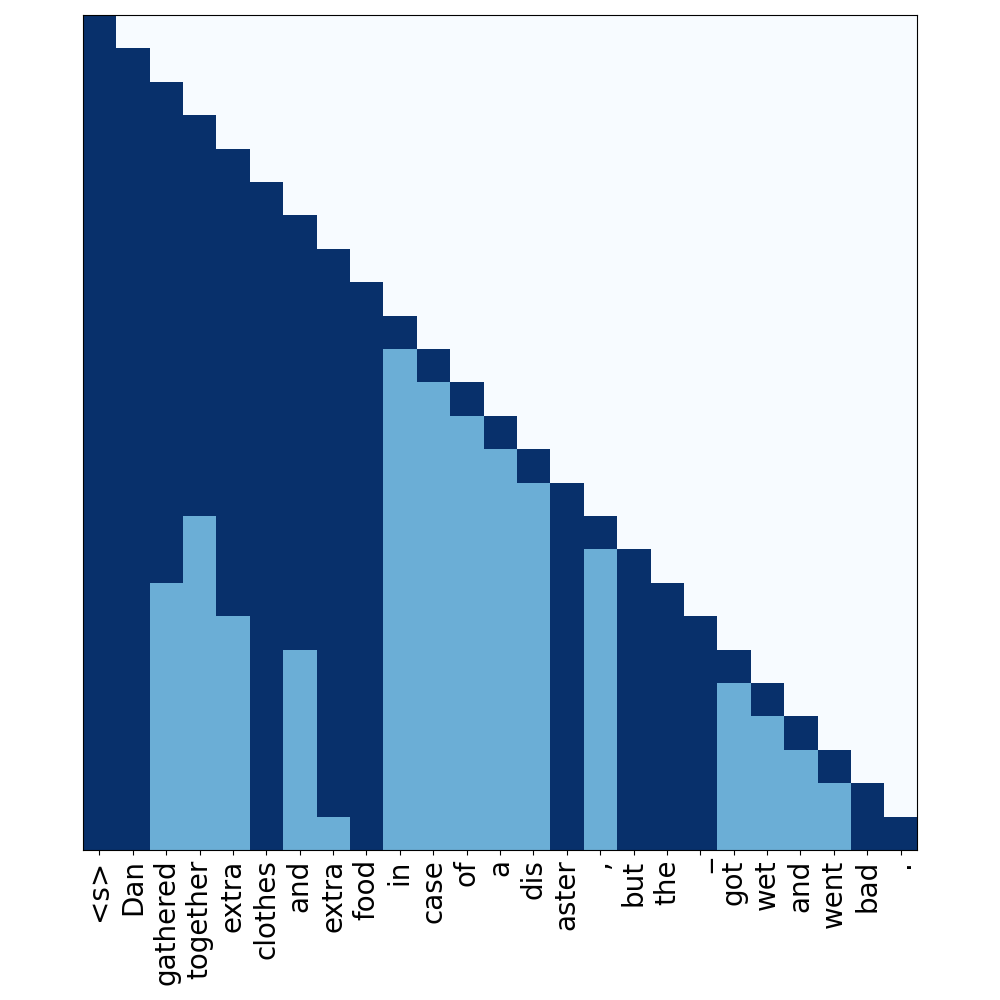 <s> Dan gathered together extra clothes and extra food in case of a dis aster , but the _ got wet and went bad .